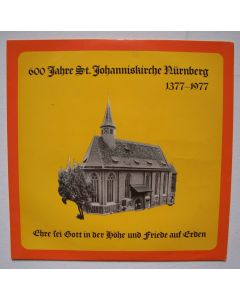 600 Jahre St. Johanniskirche Nürnberg
1377–1977
Ehre sei Gott in der Höhe und Friede auf Erden